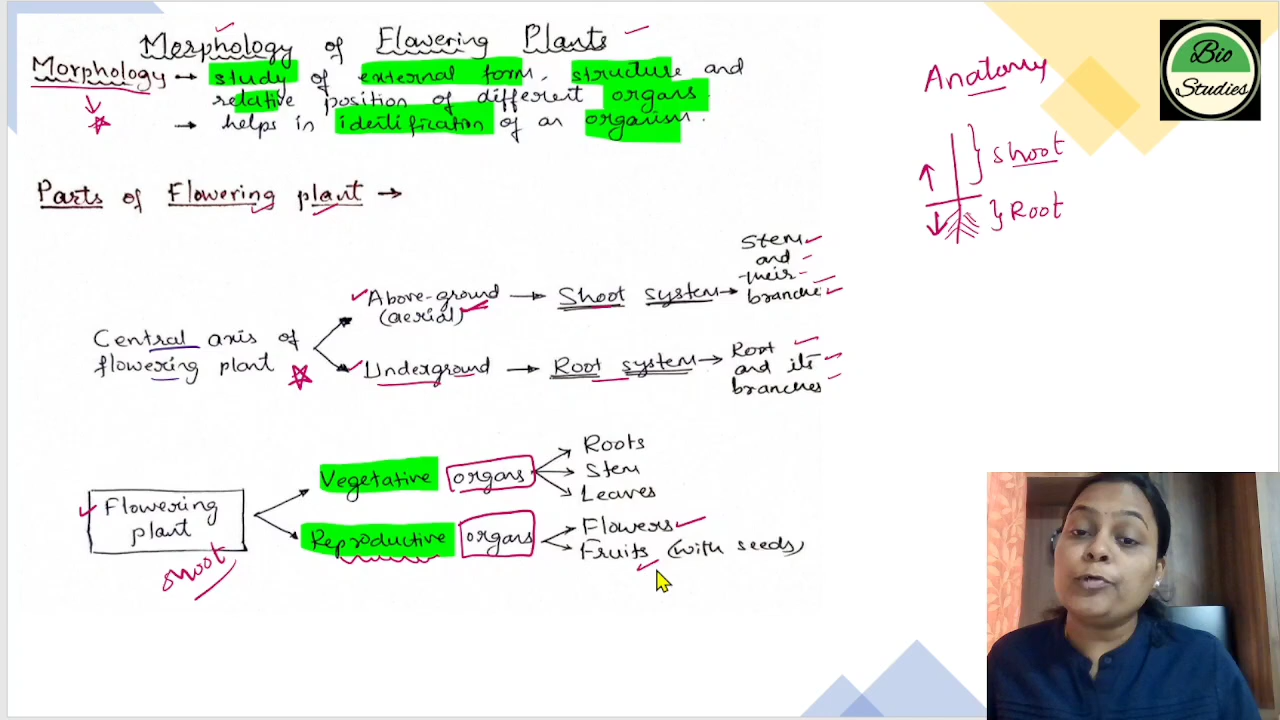 Morphology of Flowering Plants
Morphology → study of external form, structure and
relative position of different organs.
→ helps in identification of an organism.
Parts of Flowering plant →
Central axis of
flowering plant
Above-ground
(aerial)
→ Shoot system →
Stem
and
their
branches
Underground → Root system →
Root
and its
branches
Flowering
plant
shoot
Vegetative organs
Roots
Stem
Leaves
Reproductive organs
Flowers
Fruits (with seeds)
Anatomy
Shoot
Root
Bio
Studies